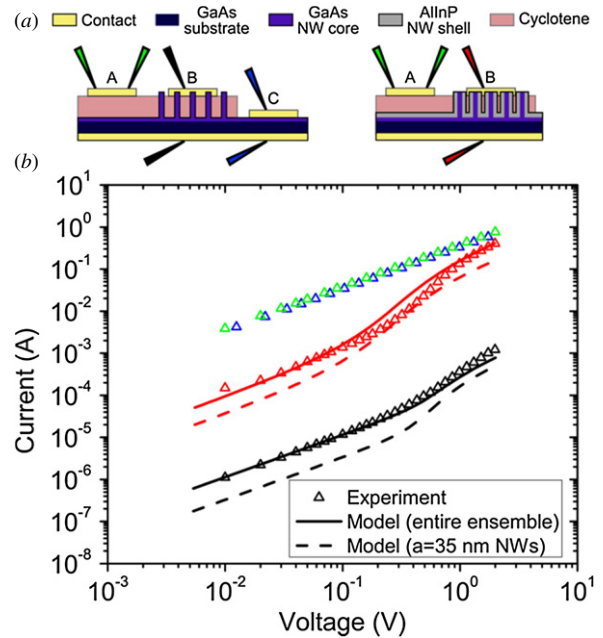 (a) Contact GaAs substrate GaAs NW core AlInP NW shell Cyclotene
A B C A B
(b)
10^1
10^0
10^-1
10^-2
10^-3
10^-4
10^-5
10^-6
10^-7
10^-8
Current (A)
Experiment
Model (entire ensemble)
Model (a=35 nm NWs)
10^-3 10^-2 10^-1 10^0 10^1
Voltage (V)